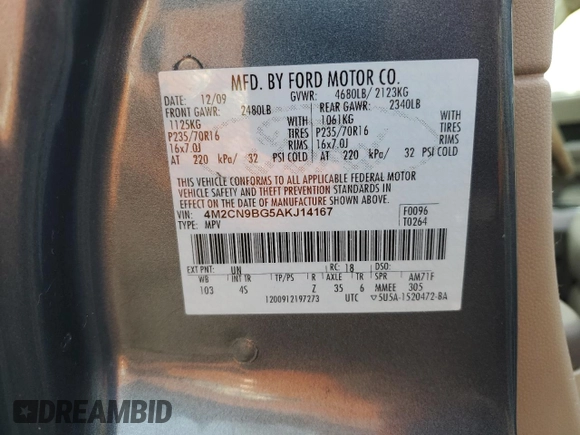 MFD. BY FORD MOTOR CO.
DATE: 12/09 GVWR: 4680LB/ 2123KG
FRONT GAWR: 2480LB REAR GAWR: 2340LB
1125KG WITH 1061KG WITH
P235/70R16 TIRES P235/70R16 TIRES
16x7.0J RIMS 16x7.0J RIMS
AT 220 kPa/ 32 PSI COLD AT 220 kPa/ 32 PSI COLD
THIS VEHICLE CONFORMS TO ALL APPLICABLE FEDERAL MOTOR
VEHICLE SAFETY AND THEFT PREVENTION STANDARDS IN
EFFECT ON THE DATE OF MANUFACTURE SHOWN ABOVE.
VIN: 4M2CN9BG5AKJ14167 F0096
TYPE: MPV T0264
EXT PNT: UN RC: 18 DSO:
WB INT TR TP/PS R AXLE TR SPR AM71F
103 4S Z 35 6 MMEE 305
1200912197273 UTC ▽5U5A-1520472-BA
DREAMBID